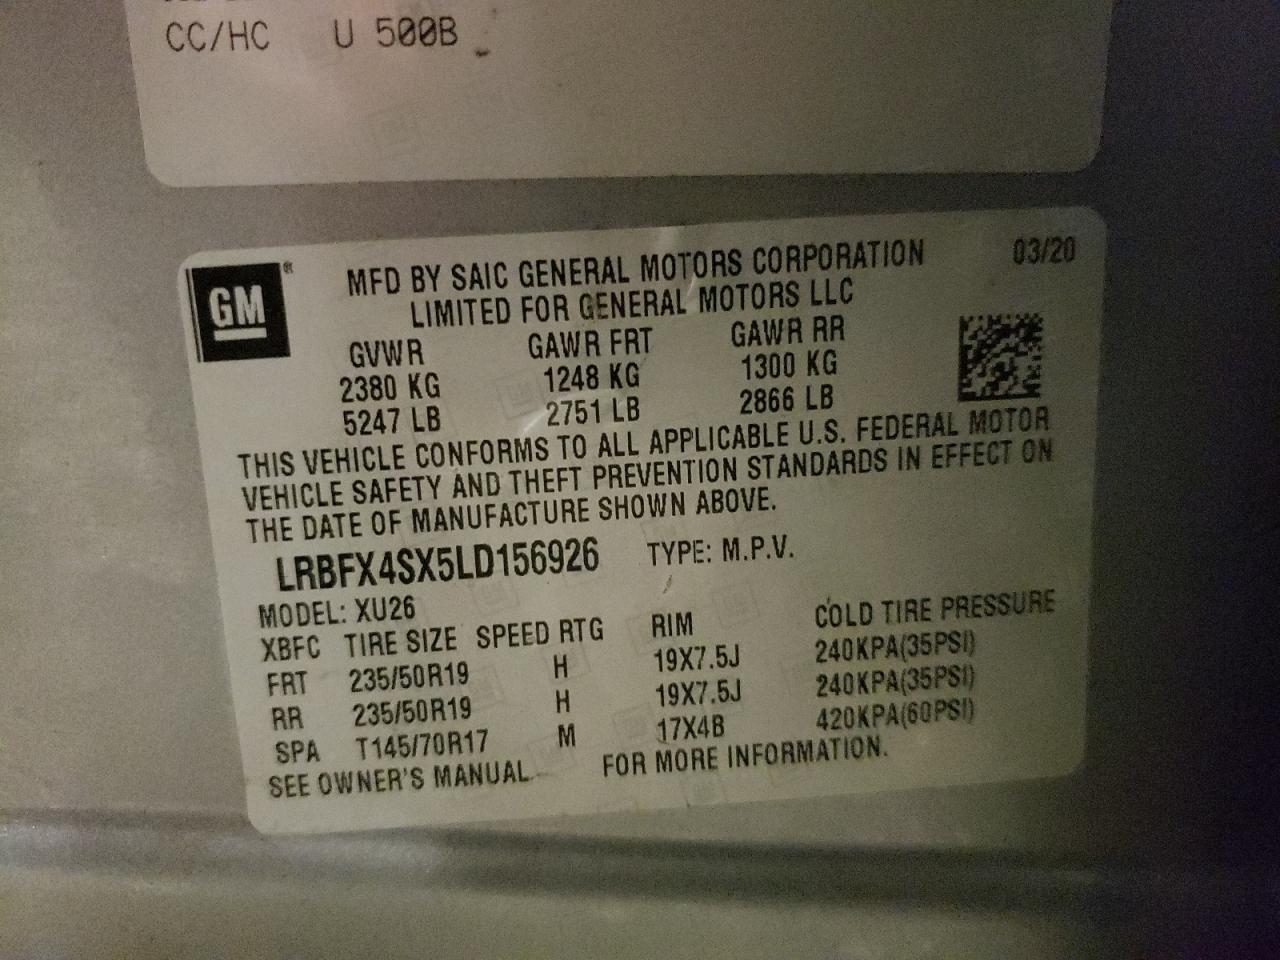 CC/HC U 500B
GM®
MFD BY SAIC GENERAL MOTORS CORPORATION 03/20
LIMITED FOR GENERAL MOTORS LLC
GVWR GAWR FRT GAWR RR
2380 KG 1248 KG 1300 KG
5247 LB 2751 LB 2866 LB
THIS VEHICLE CONFORMS TO ALL APPLICABLE U.S. FEDERAL MOTOR
VEHICLE SAFETY AND THEFT PREVENTION STANDARDS IN EFFECT ON
THE DATE OF MANUFACTURE SHOWN ABOVE.
LRBFX4SX5LD156926 TYPE: M.P.V.
MODEL: XU26
XBFC TIRE SIZE SPEED RTG RIM COLD TIRE PRESSURE
FRT 235/50R19 H 19X7.5J 240KPA(35PSI)
RR 235/50R19 H 19X7.5J 240KPA(35PSI)
SPA T145/70R17 M 17X4B 420KPA(60PSI)
SEE OWNER'S MANUAL FOR MORE INFORMATION.